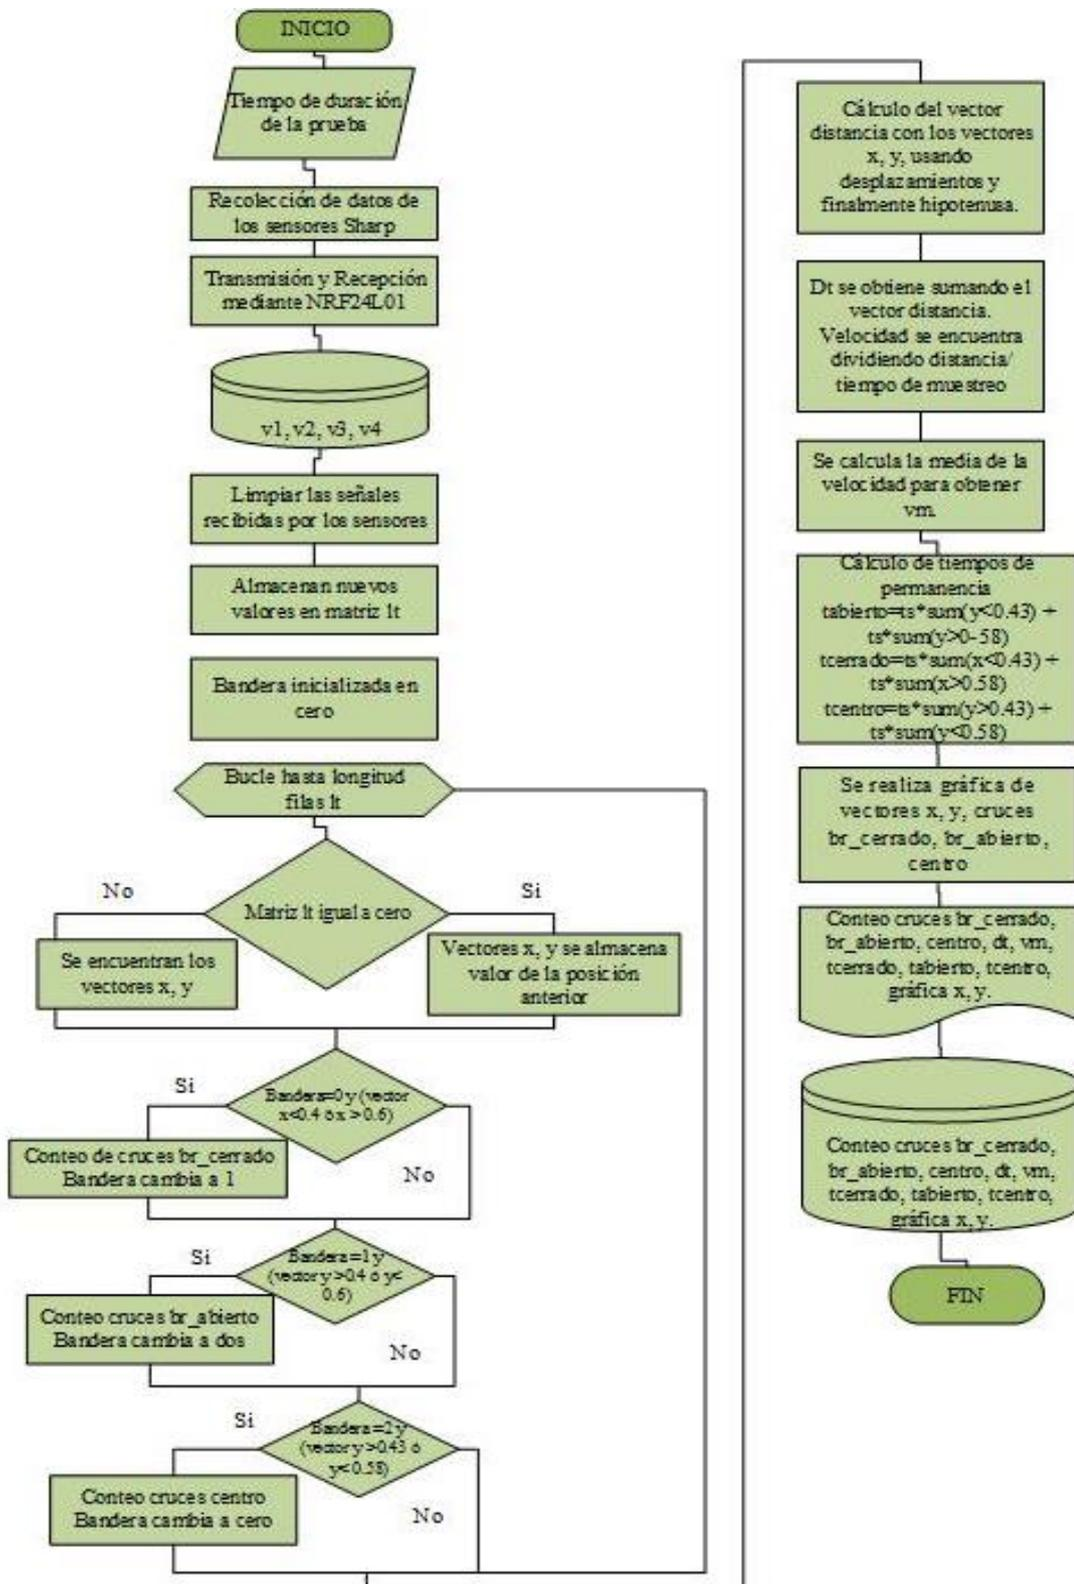 INICIO
Tiempo de duración
de la prueba
Recolección de datos de
los sensores Sharp
Transmisión y Recepción
mediante NRF24L01
v1, v2, v3, v4
Limpiar las señales
recibidas por los sensores
Almacenan nuevos
valores en matriz lt
Bandera inicializada en
cero
Bucle hasta longitud
filas lt
Matriz lt igual a cero
No
Si
Se encuentran los
vectores x, y
Vectores x, y se almacena
valor de la posición
anterior
Bandera=0 y (vector
x<0.4 ó x > 0.6)
Si
No
Conteo de cruces br_cerrado
Bandera cambia a 1
Bandera=1 y
(vector y >0.4 ó y<
0.6)
Si
No
Conteo cruces br_abierto
Bandera cambia a dos
Bandera=2 y
(vector y >0.43 ó
y<0.58)
Si
No
Conteo cruces centro
Bandera cambia a cero
Cálculo del vector
distancia con los vectores
x, y, usando
desplazamientos y
finalmente hipotenusa.
Dt se obtiene sumando el
vector distancia.
Velocidad se encuentra
dividiendo distancia/
tiempo de muestreo
Se calcula la media de la
velocidad para obtener
vm.
Cálculo de tiempos de
permanencia
tabierto=ts*sum(y<0.43) +
ts*sum(y>0-58)
tcerrado=ts*sum(x<0.43) +
ts*sum(x>0.58)
tcentro=ts*sum(y>0.43) +
ts*sum(y<0.58)
Se realiza gráfica de
vectores x, y, cruces
br_cerrado, br_abierto,
centro
Conteo cruces br_cerrado,
br_abierto, centro, dt, vm,
tcerrado, tabierto, tcentro,
gráfica x, y.
Conteo cruces br_cerrado,
br_abierto, centro, dt, vm,
tcerrado, tabierto, tcentro,
gráfica x, y.
FIN